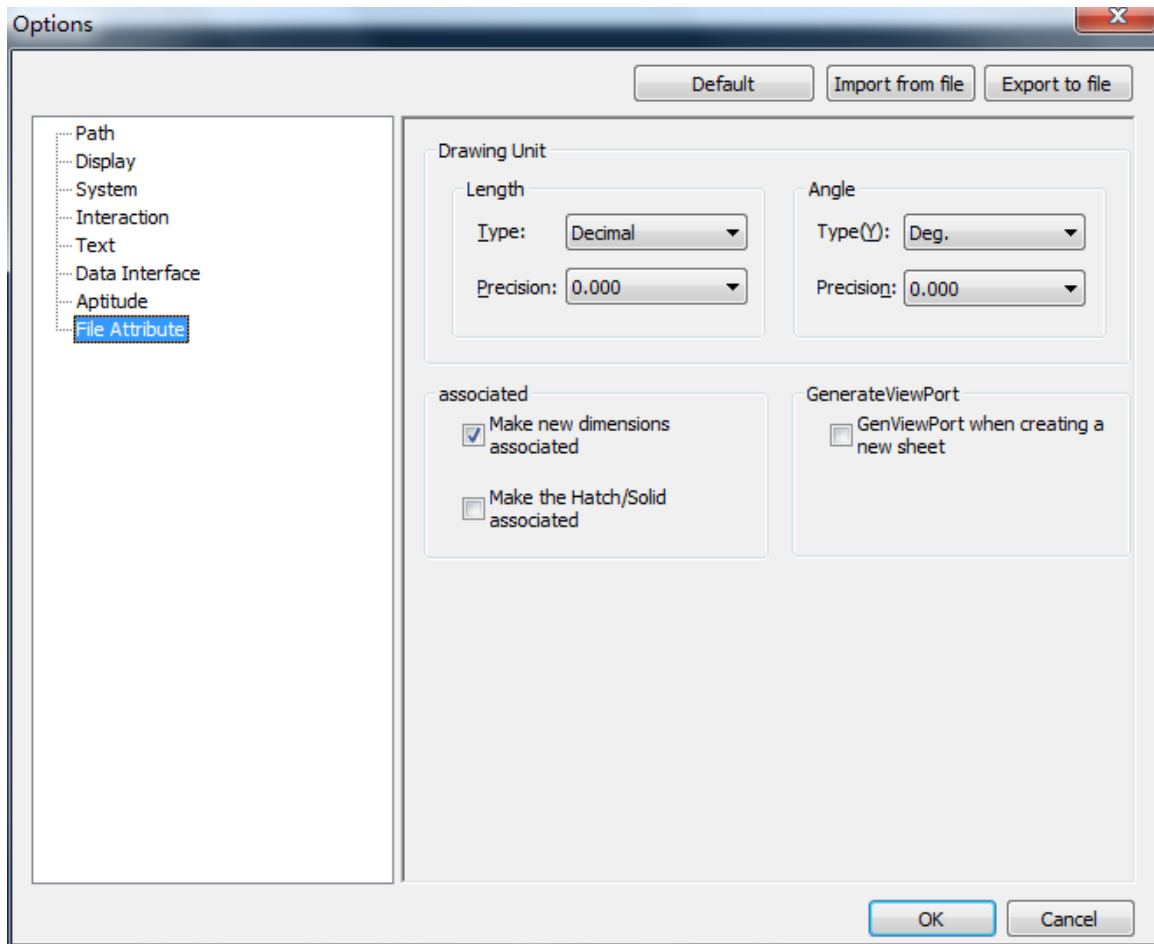 Options
X
Default
Import from file
Export to file
Path
Display
System
Interaction
Text
Data Interface
Aptitude
File Attribute
Drawing Unit
Length
Type:
Decimal
Precision:
0.000
Angle
Type(Y):
Deg.
Precision:
0.000
associated
Make new dimensions
associated
Make the Hatch/Solid
associated
GenerateViewPort
GenViewPort when creating a
new sheet
OK
Cancel